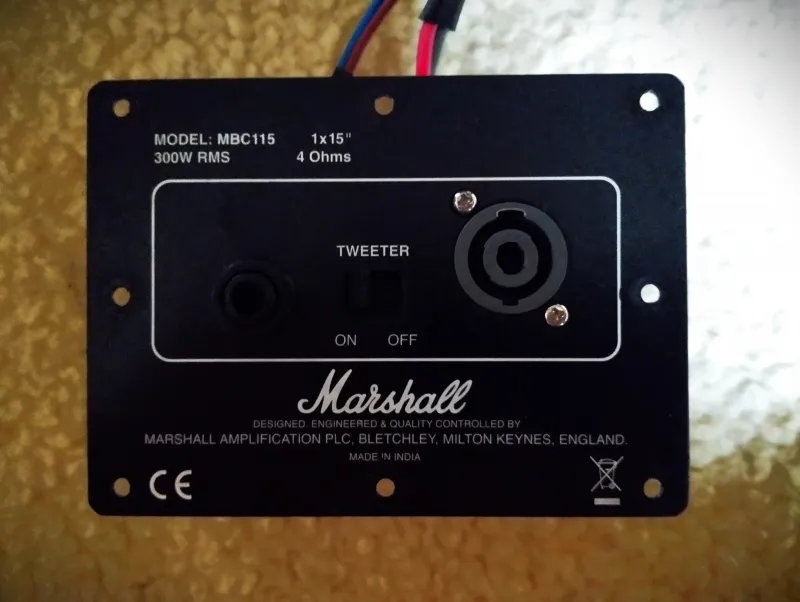 MODEL: MBC115 1x15"
300W RMS 4 Ohms
TWEETER
ON OFF
Marshall
DESIGNED. ENGINEERED & QUALITY CONTROLLED BY
MARSHALL AMPLIFICATION PLC, BLETCHLEY, MILTON KEYNES, ENGLAND.
MADE IN INDIA
CE